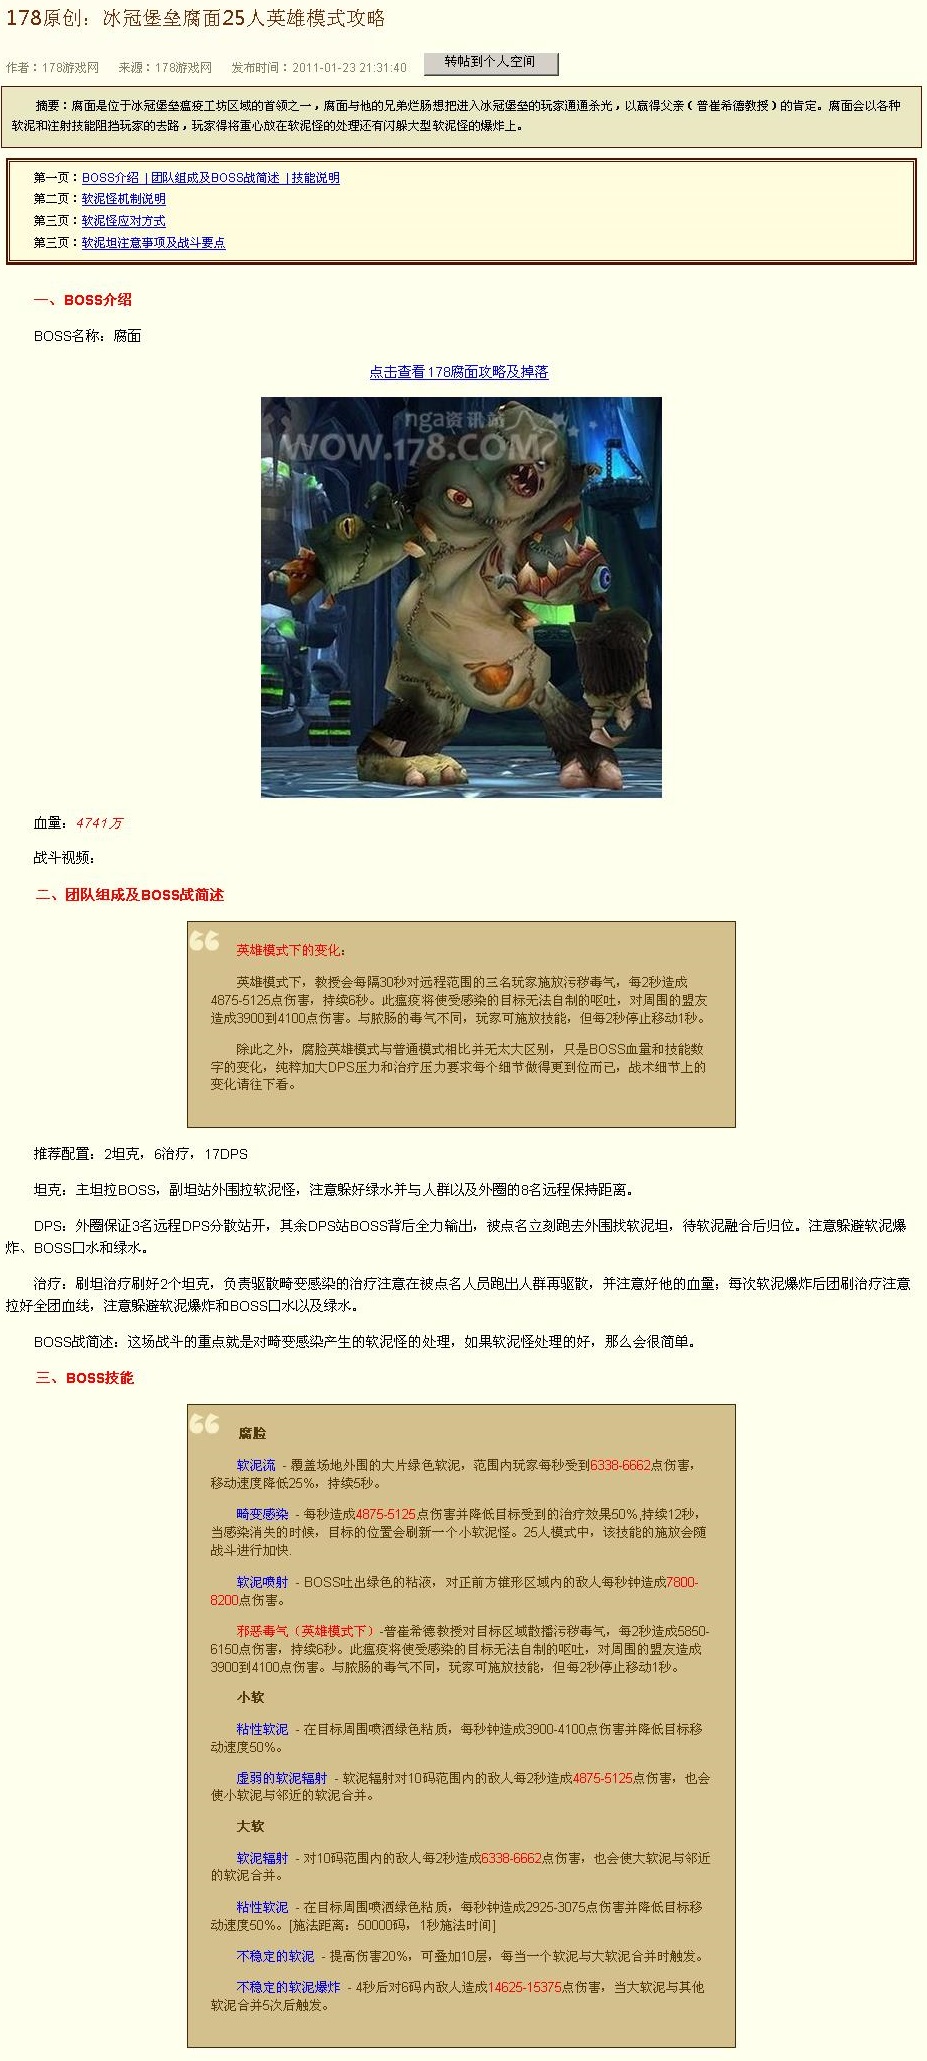 178原创：冰冠堡垒腐面25人英雄模式攻略
作者：178游戏网 来源：178游戏网 发布时间：2011-01-23 21:31:40 转帖到个人空间
摘要：腐面是位于冰冠堡垒瘟疫工坊区域的首领之一，腐面与他的兄弟烂肠想把进入冰冠堡垒的玩家通通杀光，以赢得父亲（普崔希德教授）的肯定。腐面会以各种
软泥和注射技能阻挡玩家的去路，玩家得将重心放在软泥怪的处理还有闪躲大型软泥怪的爆炸上。
第一页：BOSS介绍 | 团队组成及BOSS战简述 | 技能说明
第二页：软泥怪机制说明
第三页：软泥怪应对方式
第三页：软泥坦注意事项及战斗要点
一、BOSS介绍
BOSS名称：腐面
点击查看178腐面攻略及掉落
nga资讯站
WOW.178.COM
血量：4741万
战斗视频：
二、团队组成及BOSS战简述
英雄模式下的变化：
英雄模式下，教授会每隔30秒对远程范围的三名玩家施放污秽毒气，每2秒造成
4875-5125点伤害，持续6秒。此瘟疫将使受感染的目标无法自制的呕吐，对周围的盟友
造成3900到4100点伤害。与脓肠的毒气不同，玩家可施放技能，但每2秒停止移动1秒。
除此之外，腐脸英雄模式与普通模式相比并无太大区别，只是BOSS血量和技能数
字的变化，纯粹加大DPS压力和治疗压力要求每个细节做得更到位而已，战术细节上的
变化请往下看。
推荐配置：2坦克，6治疗，17DPS
坦克：主坦拉BOSS，副坦站外围拉软泥怪，注意躲好绿水并与人群以及外圈的8名远程保持距离。
DPS：外圈保证3名远程DPS分散站开，其余DPS站BOSS背后全力输出，被点名立刻跑去外围找软泥坦，待软泥融合后归位。注意躲避软泥爆
炸、BOSS口水和绿水。
治疗：刷坦治疗刷好2个坦克，负责驱散畸变感染的治疗注意在被点名人员跑出人群再驱散，并注意好他的血量；每次软泥爆炸后团刷治疗注意
拉好全团血线，注意躲避软泥爆炸和BOSS口水以及绿水。
BOSS战简述：这场战斗的重点就是对畸变感染产生的软泥怪的处理，如果软泥怪处理的好，那么会很简单。
三、BOSS技能
腐脸
软泥流 - 覆盖场地外围的大片绿色软泥，范围内玩家每秒受到6338-6662点伤害，
移动速度降低25%，持续5秒。
畸变感染 - 每秒造成4875-5125点伤害并降低目标受到的治疗效果50%,持续12秒，
当感染消失的时候，目标的位置会刷新一个小软泥怪。25人模式中，该技能的施放会随
战斗进行加快.
软泥喷射 - BOSS吐出绿色的粘液，对正前方锥形区域内的敌人每秒钟造成7800-
8200点伤害。
邪恶毒气（英雄模式下）-普崔希德教授对目标区域散播污秽毒气，每2秒造成5850-
6150点伤害，持续6秒。此瘟疫将使受感染的目标无法自制的呕吐，对周围的盟友造成
3900到4100点伤害。与脓肠的毒气不同，玩家可施放技能，但每2秒停止移动1秒。
小软
粘性软泥 - 在目标周围喷洒绿色粘质，每秒钟造成3900-4100点伤害并降低目标移
动速度50%。
虚弱的软泥辐射 - 软泥辐射对10码范围内的敌人每2秒造成4875-5125点伤害，也会
使小软泥与邻近的软泥合并。
大软
软泥辐射 - 对10码范围内的敌人每2秒造成6338-6662点伤害，也会使大软泥与邻近
的软泥合并。
粘性软泥 - 在目标周围喷洒绿色粘质，每秒钟造成2925-3075点伤害并降低目标移
动速度50%。[施法距离：50000码，1秒施法时间]
不稳定的软泥 - 提高伤害20%，可叠加10层，每当一个软泥与大软泥合并时触发。
不稳定的软泥爆炸 - 4秒后对6码内敌人造成14625-15375点伤害，当大软泥与其他
软泥合并5次后触发。